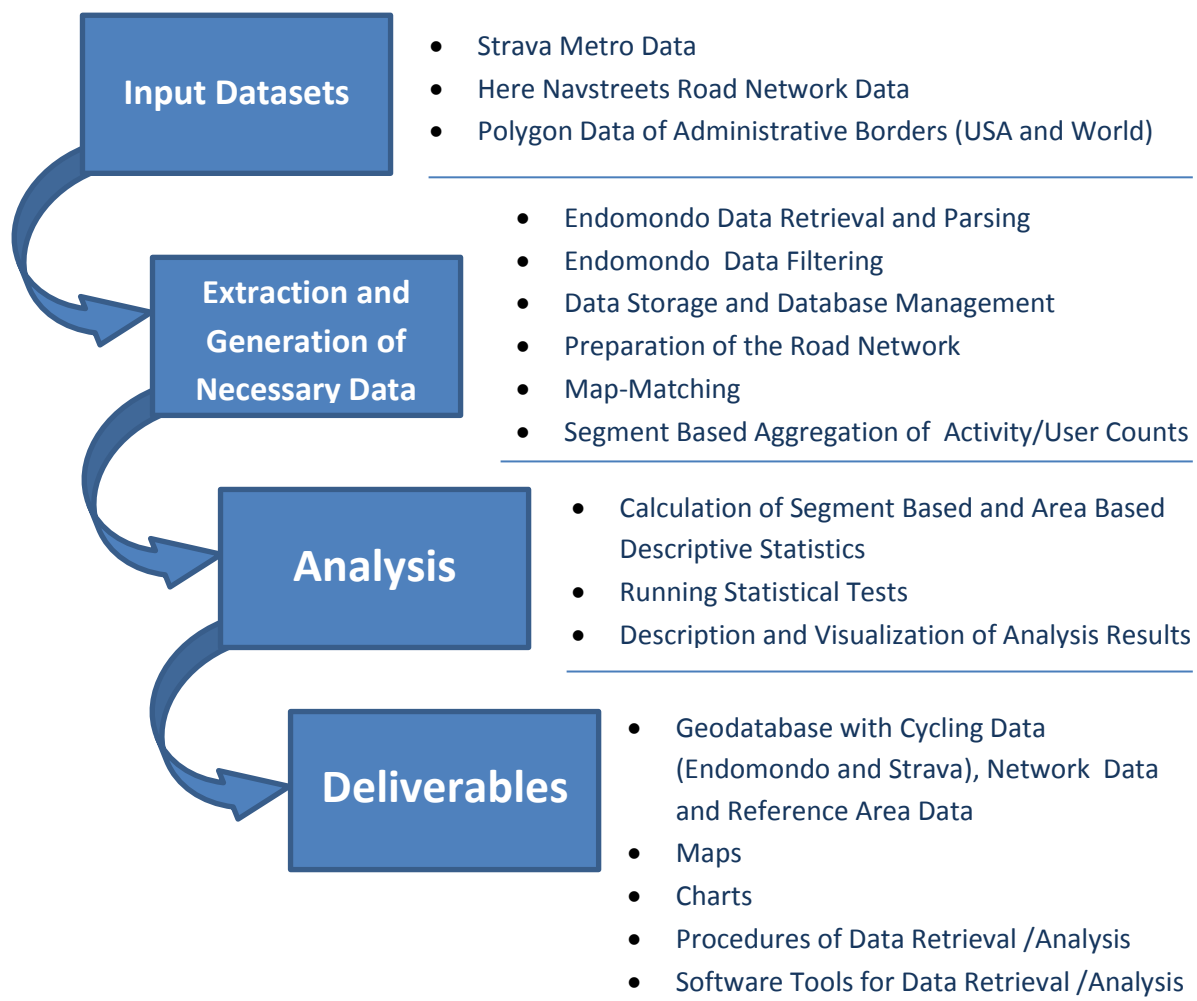 Input Datasets
• Strava Metro Data
• Here Navstreets Road Network Data
• Polygon Data of Administrative Borders (USA and World)
Extraction and
Generation of
Necessary Data
• Endomondo Data Retrieval and Parsing
• Endomondo Data Filtering
• Data Storage and Database Management
• Preparation of the Road Network
• Map-Matching
• Segment Based Aggregation of Activity/User Counts
Analysis
• Calculation of Segment Based and Area Based
Descriptive Statistics
• Running Statistical Tests
• Description and Visualization of Analysis Results
Deliverables
• Geodatabase with Cycling Data
(Endomondo and Strava), Network Data
and Reference Area Data
• Maps
• Charts
• Procedures of Data Retrieval /Analysis
• Software Tools for Data Retrieval /Analysis